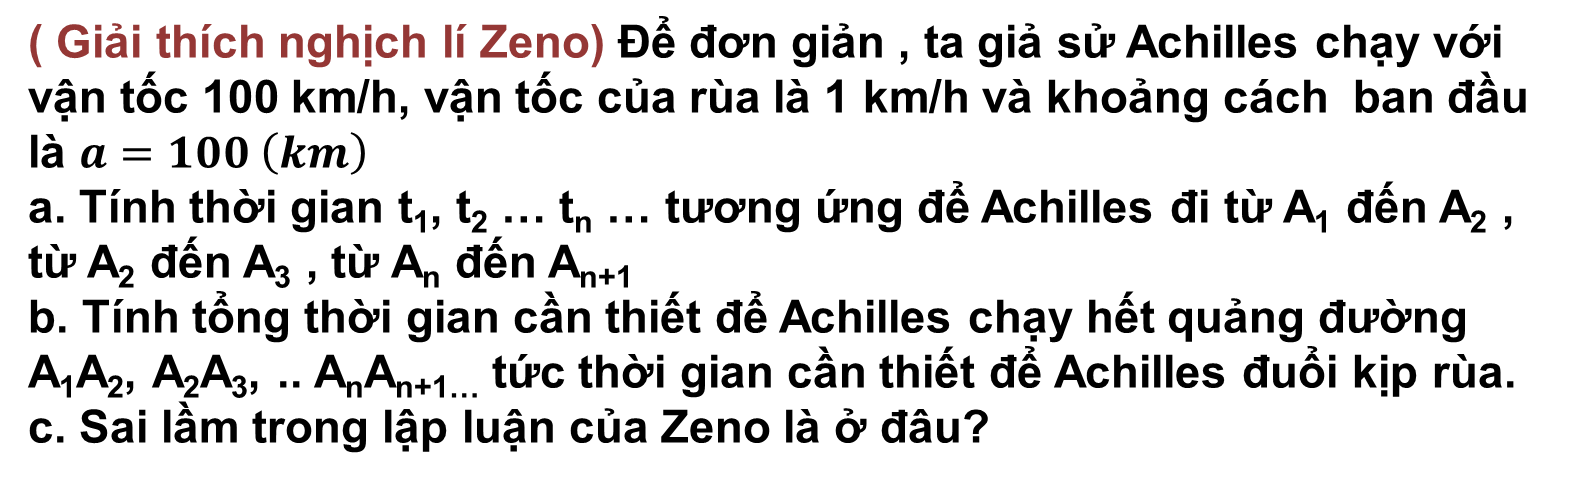 ( Giải thích nghịch lí Zeno) Để đơn giản , ta giả sử Achilles chạy với
vận tốc 100 km/h, vận tốc của rùa là 1 km/h và khoảng cách ban đầu
là a = 100 (km)
a. Tính thời gian t₁, t₂ ... tₙ ... tương ứng để Achilles đi từ A₁ đến A₂ ,
từ A₂ đến A₃ , từ Aₙ đến Aₙ₊₁
b. Tính tổng thời gian cần thiết để Achilles chạy hết quảng đường
A₁A₂, A₂A₃, .. AₙAₙ₊₁... tức thời gian cần thiết để Achilles đuổi kịp rùa.
c. Sai lầm trong lập luận của Zeno là ở đâu?